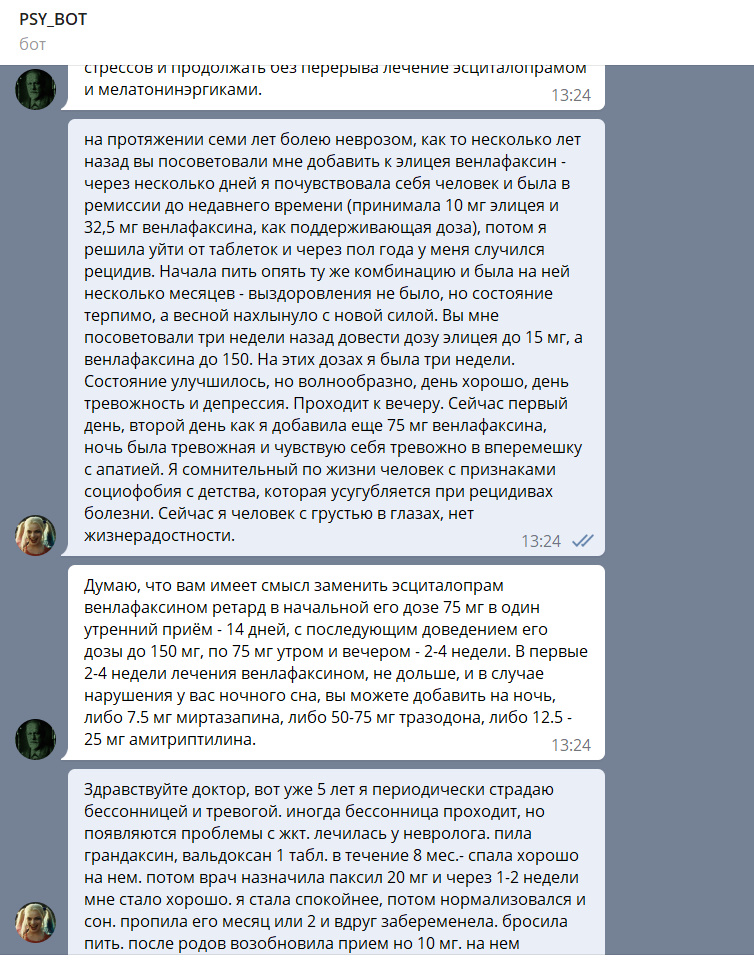 PSY_BOT
бот
стрессов и продолжать без перерыва лечение эсциталопрамом
и мелатонинэргиками.
13:24
на протяжении семи лет болею неврозом, как то несколько лет
назад вы посоветовали мне добавить к элицея венлафаксин -
через несколько дней я почувствовала себя человек и была в
ремиссии до недавнего времени (принимала 10 мг элицея и
32,5 мг венлафаксина, как поддерживающая доза), потом я
решила уйти от таблеток и через пол года у меня случился
рецидив. Начала пить опять ту же комбинацию и была на ней
несколько месяцев - выздоровления не было, но состояние
терпимо, а весной нахлынуло с новой силой. Вы мне
посоветовали три недели назад довести дозу элицея до 15 мг, а
венлафаксина до 150. На этих дозах я была три недели.
Состояние улучшилось, но волнообразно, день хорошо, день
тревожность и депрессия. Проходит к вечеру. Сейчас первый
день, второй день как я добавила еще 75 мг венлафаксина,
ночь была тревожная и чувствую себя тревожно в вперемешку
с апатией. Я сомнительный по жизни человек с признаками
социофобия с детства, которая усугубляется при рецидивах
болезни. Сейчас я человек с грустью в глазах, нет
жизнерадостности.
13:24
Думаю, что вам имеет смысл заменить эсциталопрам
венлафаксином ретард в начальной его дозе 75 мг в один
утренний приём - 14 дней, с последующим доведением его
дозы до 150 мг, по 75 мг утром и вечером - 2-4 недели. В первые
2-4 недели лечения венлафаксином, не дольше, и в случае
нарушения у вас ночного сна, вы можете добавить на ночь,
либо 7.5 мг миртазапина, либо 50-75 мг тразодона, либо 12.5 -
25 мг амитриптилина.
13:24
Здравствуйте доктор, вот уже 5 лет я периодически страдаю
бессонницей и тревогой. иногда бессонница проходит, но
появляются проблемы с жкт. лечилась у невролога. пила
грандаксин, вальдоксан 1 табл. в течение 8 мес.- спала хорошо
на нем. потом врач назначила паксил 20 мг и через 1-2 недели
мне стало хорошо. я стала спокойнее, потом нормализовался и
сон. пропила его месяц или 2 и вдруг забеременела. бросила
пить. после родов возобновила прием но 10 мг. на нем